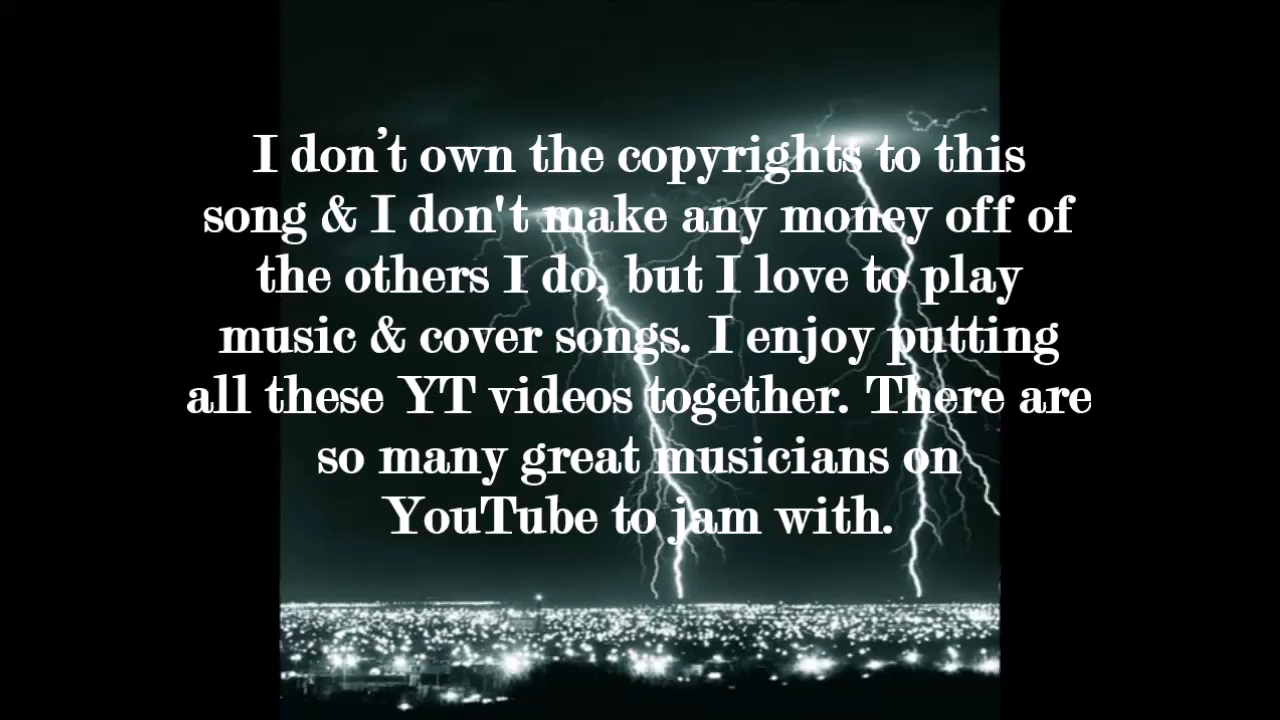 I don’t own the copyrights to this
song & I don't make any money off of
the others I do, but I love to play
music & cover songs. I enjoy putting
all these YT videos together. There are
so many great musicians on
YouTube to jam with.